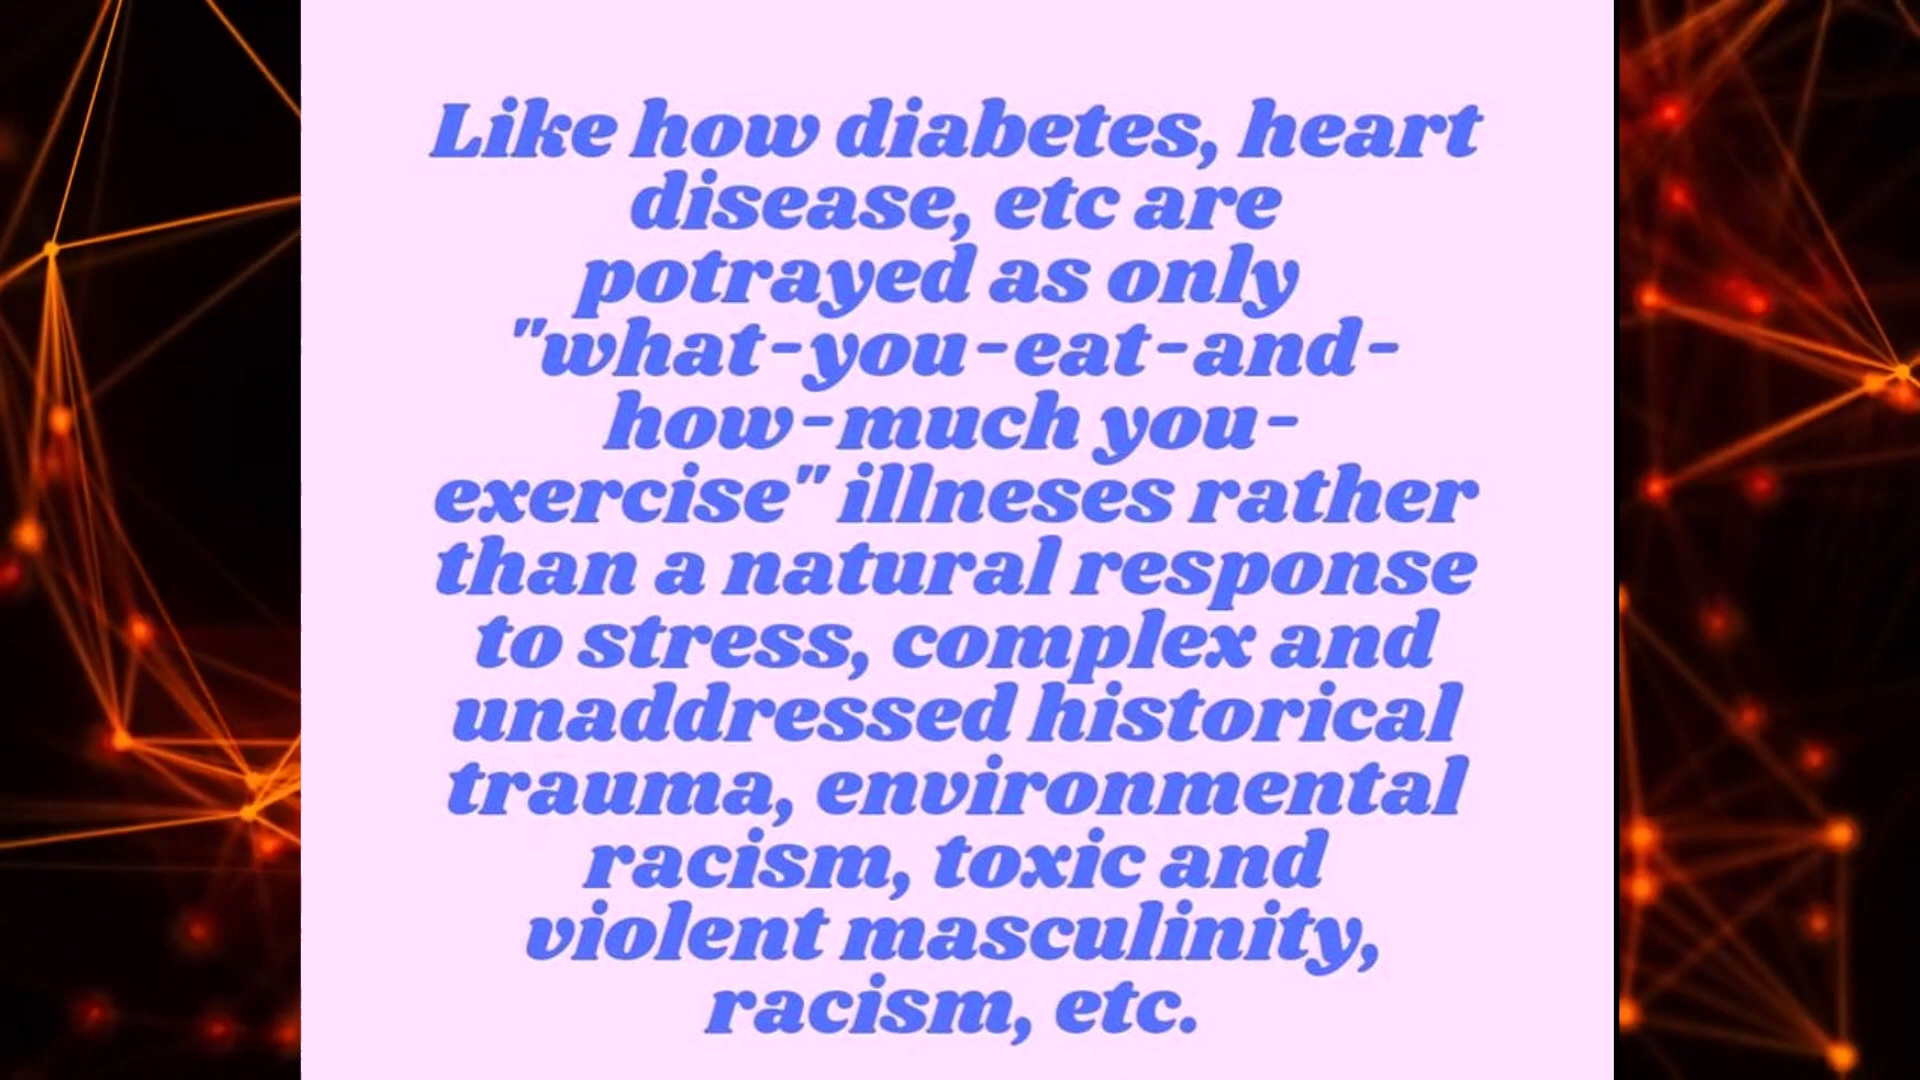 Like how diabetes, heart
disease, etc are
potrayed as only
"what-you-eat-and-
how-much you-
exercise" illneses rather
than a natural response
to stress, complex and
unaddressed historical
trauma, environmental
racism, toxic and
violent masculinity,
racism, etc.